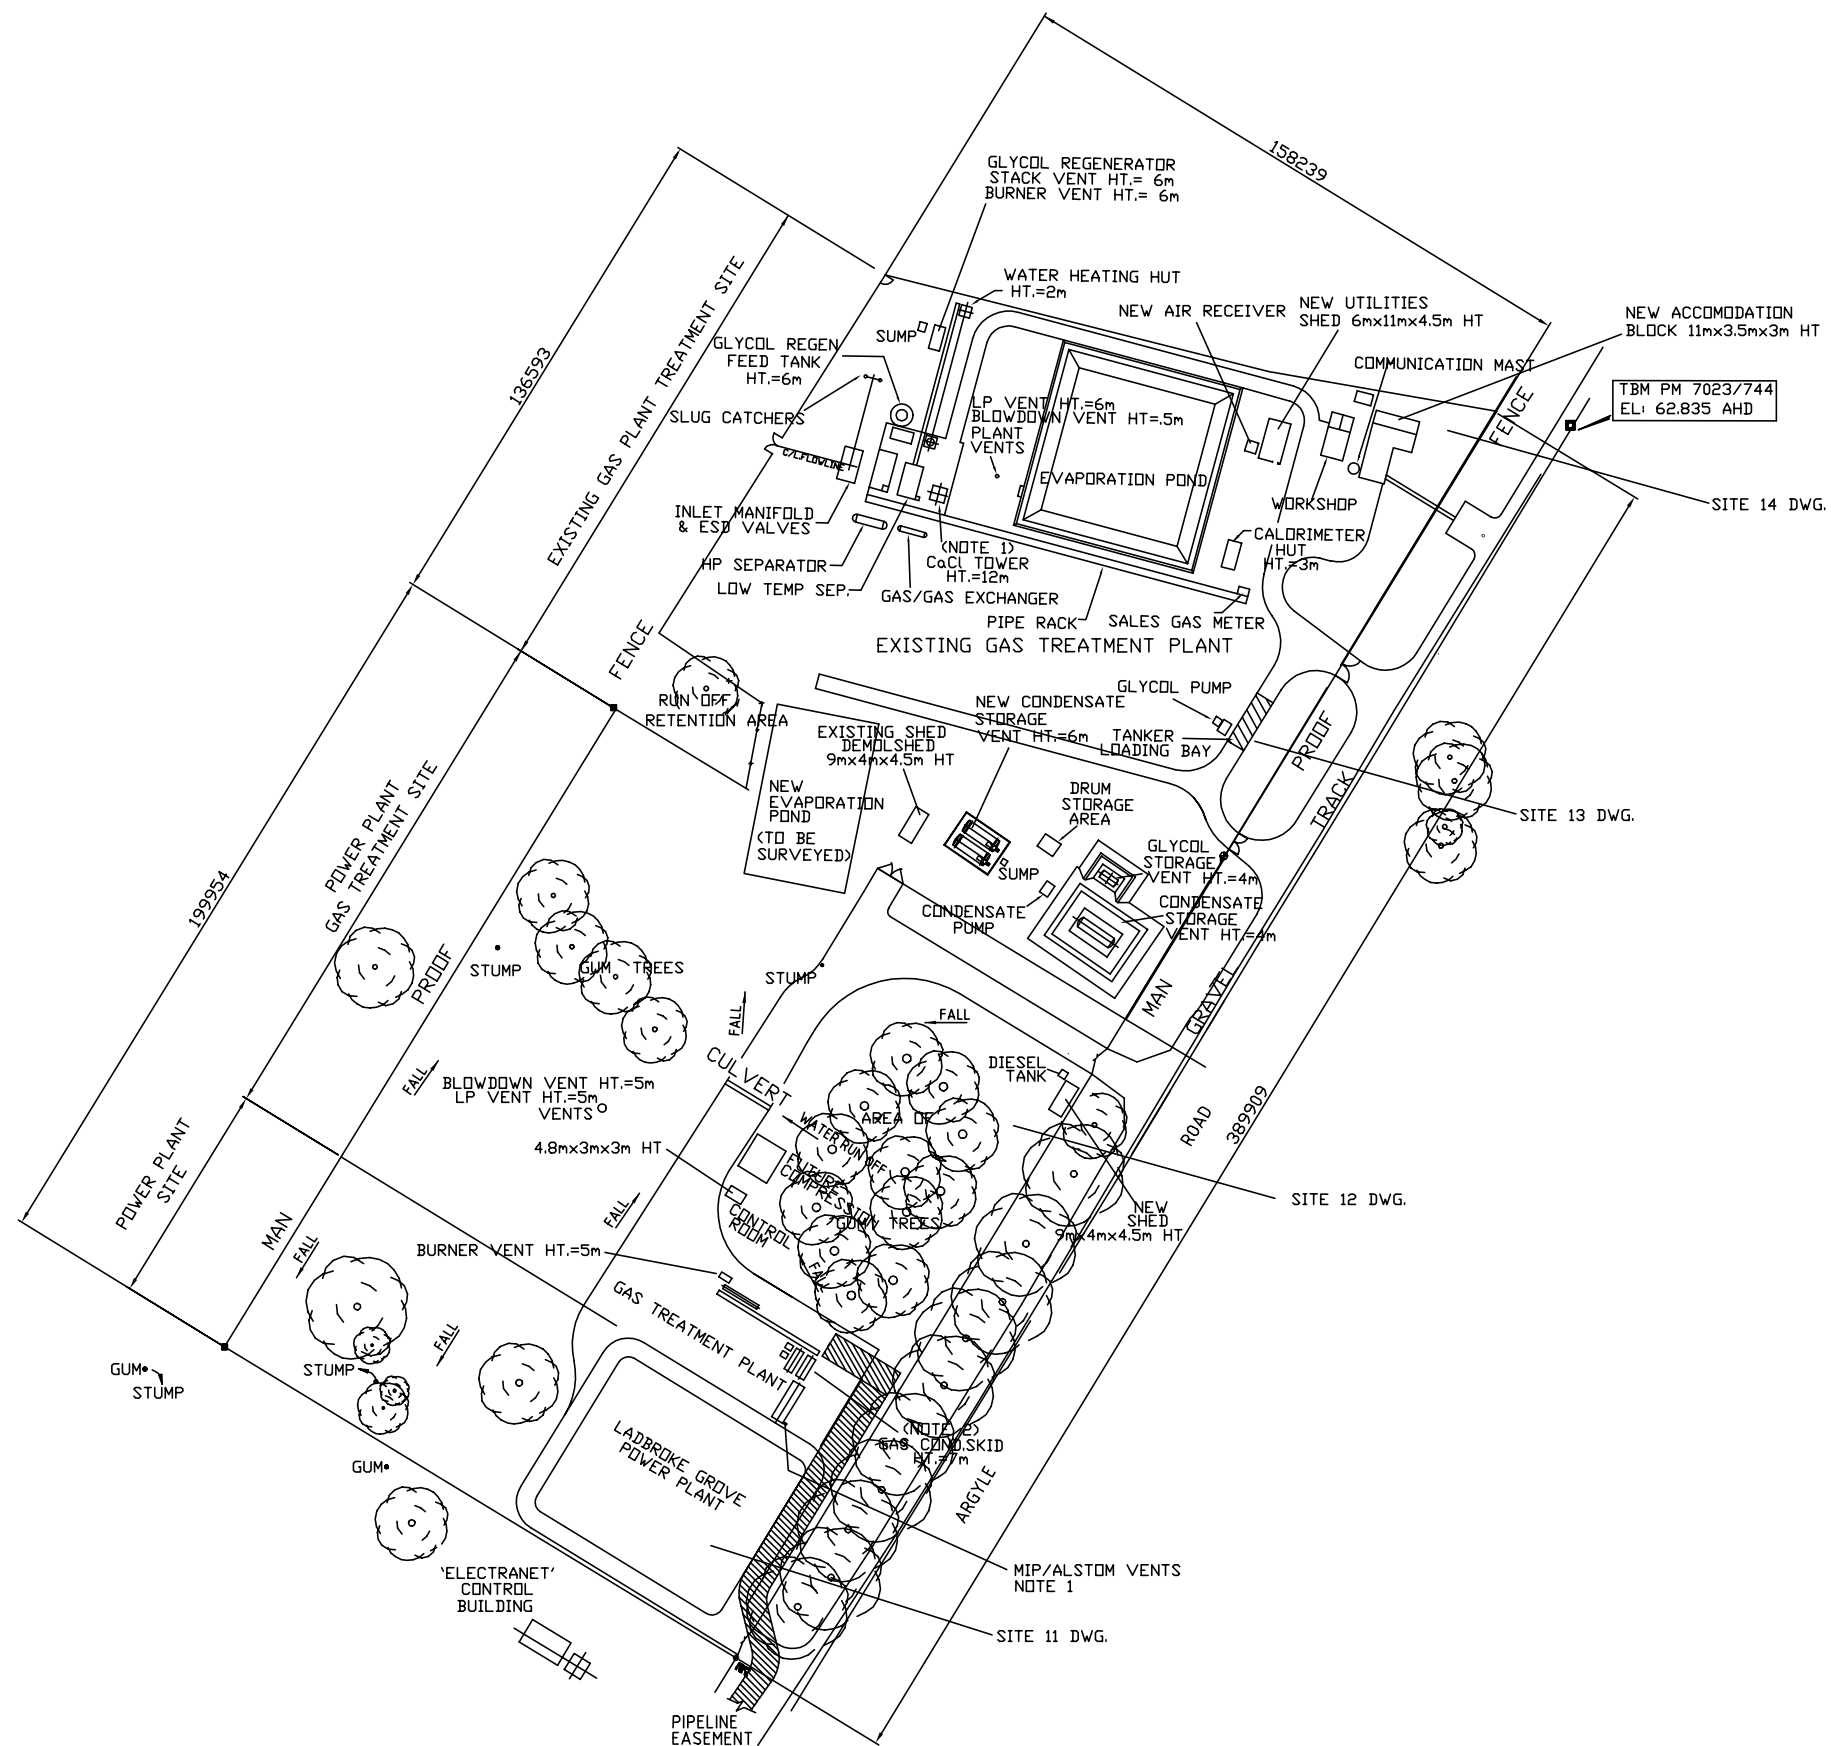 158239
GLYCOL REGENERATOR
STACK VENT HT.= 6m
BURNER VENT HT.= 6m
136593
EXISTING GAS PLANT TREATMENT SITE
WATER HEATING HUT
HT.=2m
NEW AIR RECEIVER
NEW UTILITIES
SHED 6mx11mx4.5m HT
NEW ACCOMODATION
BLOCK 11mx3.5mx3m HT
SUMP
GLYCOL REGEN
FEED TANK
HT.=6m
COMMUNICATION MAST
TBM PM 7023/744
EL: 62.835 AHD
FENCE
SLUG CATCHERS
LP VENT HT.=6m
BLOWDOWN VENT HT=.5m
PLANT
VENTS
C/L.FLOWLINE
EVAPORATION POND
WORKSHOP
SITE 14 DWG.
INLET MANIFOLD
& ESD VALVES
CALORIMETER
HUT
HT.=3m
(NOTE 1)
CaCl TOWER
HT.=12m
HP SEPARATOR
LOW TEMP SEP.
GAS/GAS EXCHANGER
PIPE RACK
SALES GAS METER
EXISTING GAS TREATMENT PLANT
FENCE
RUN OFF
RETENTION AREA
GLYCOL PUMP
NEW CONDENSATE
STORAGE
VENT HT.=6m
TANKER
LOADING BAY
EXISTING SHED
DEMOLSHED
9mx4mx4.5m HT
PROOF
TRACK
NEW
EVAPORATION
POND
(TO BE
SURVEYED)
DRUM
STORAGE
AREA
SITE 13 DWG.
199954
POWER PLANT
GAS TREATMENT SITE
GLYCOL
STORAGE
VENT HT.=4m
SUMP
CONDENSATE
PUMP
CONDENSATE
STORAGE
VENT HT.=4m
PROOF
STUMP
GUM TREES
STUMP
MAN
GRAVEL
FALL
FALL
CULVERT
DIESEL
TANK
FALL
BLOWDOWN VENT HT.=5m
LP VENT HT.=5m
VENTS
AREA OF
WATER RUN OFF
ROAD
389909
4.8mx3mx3m HT
FUTURE
COMPRESSION
POWER PLANT
SITE
SITE 12 DWG.
NEW
SHED
9mx4mx4.5m HT
CONTROL
ROOM
GUM TREES
FALL
MAN
FALL
BURNER VENT HT.=5m
FALL
GAS TREATMENT PLANT
FALL
GUM
STUMP
STUMP
LADBROKE GROVE
POWER PLANT
(NOTE 2)
GAS COND.SKID
HT.=7m
GUM
ARGYLE
'ELECTRANET'
CONTROL
BUILDING
MIP/ALSTOM VENTS
NOTE 1
SITE 11 DWG.
PIPELINE
EASEMENT